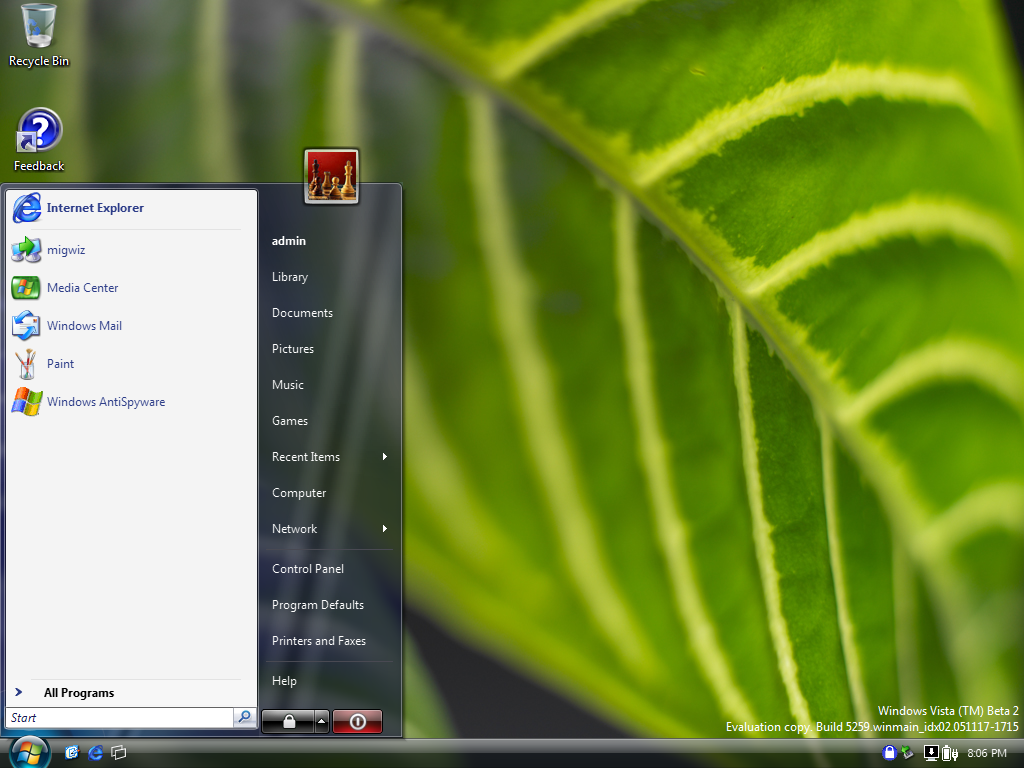 Recycle Bin
Feedback
Internet Explorer
migwiz
Media Center
Windows Mail
Paint
Windows AntiSpyware
All Programs
Start
admin
Library
Documents
Pictures
Music
Games
Recent Items
Computer
Network
Control Panel
Program Defaults
Printers and Faxes
Help
Windows Vista (TM) Beta 2
Evaluation copy. Build 5259.winmain_idx02.051117-1715
8:06 PM